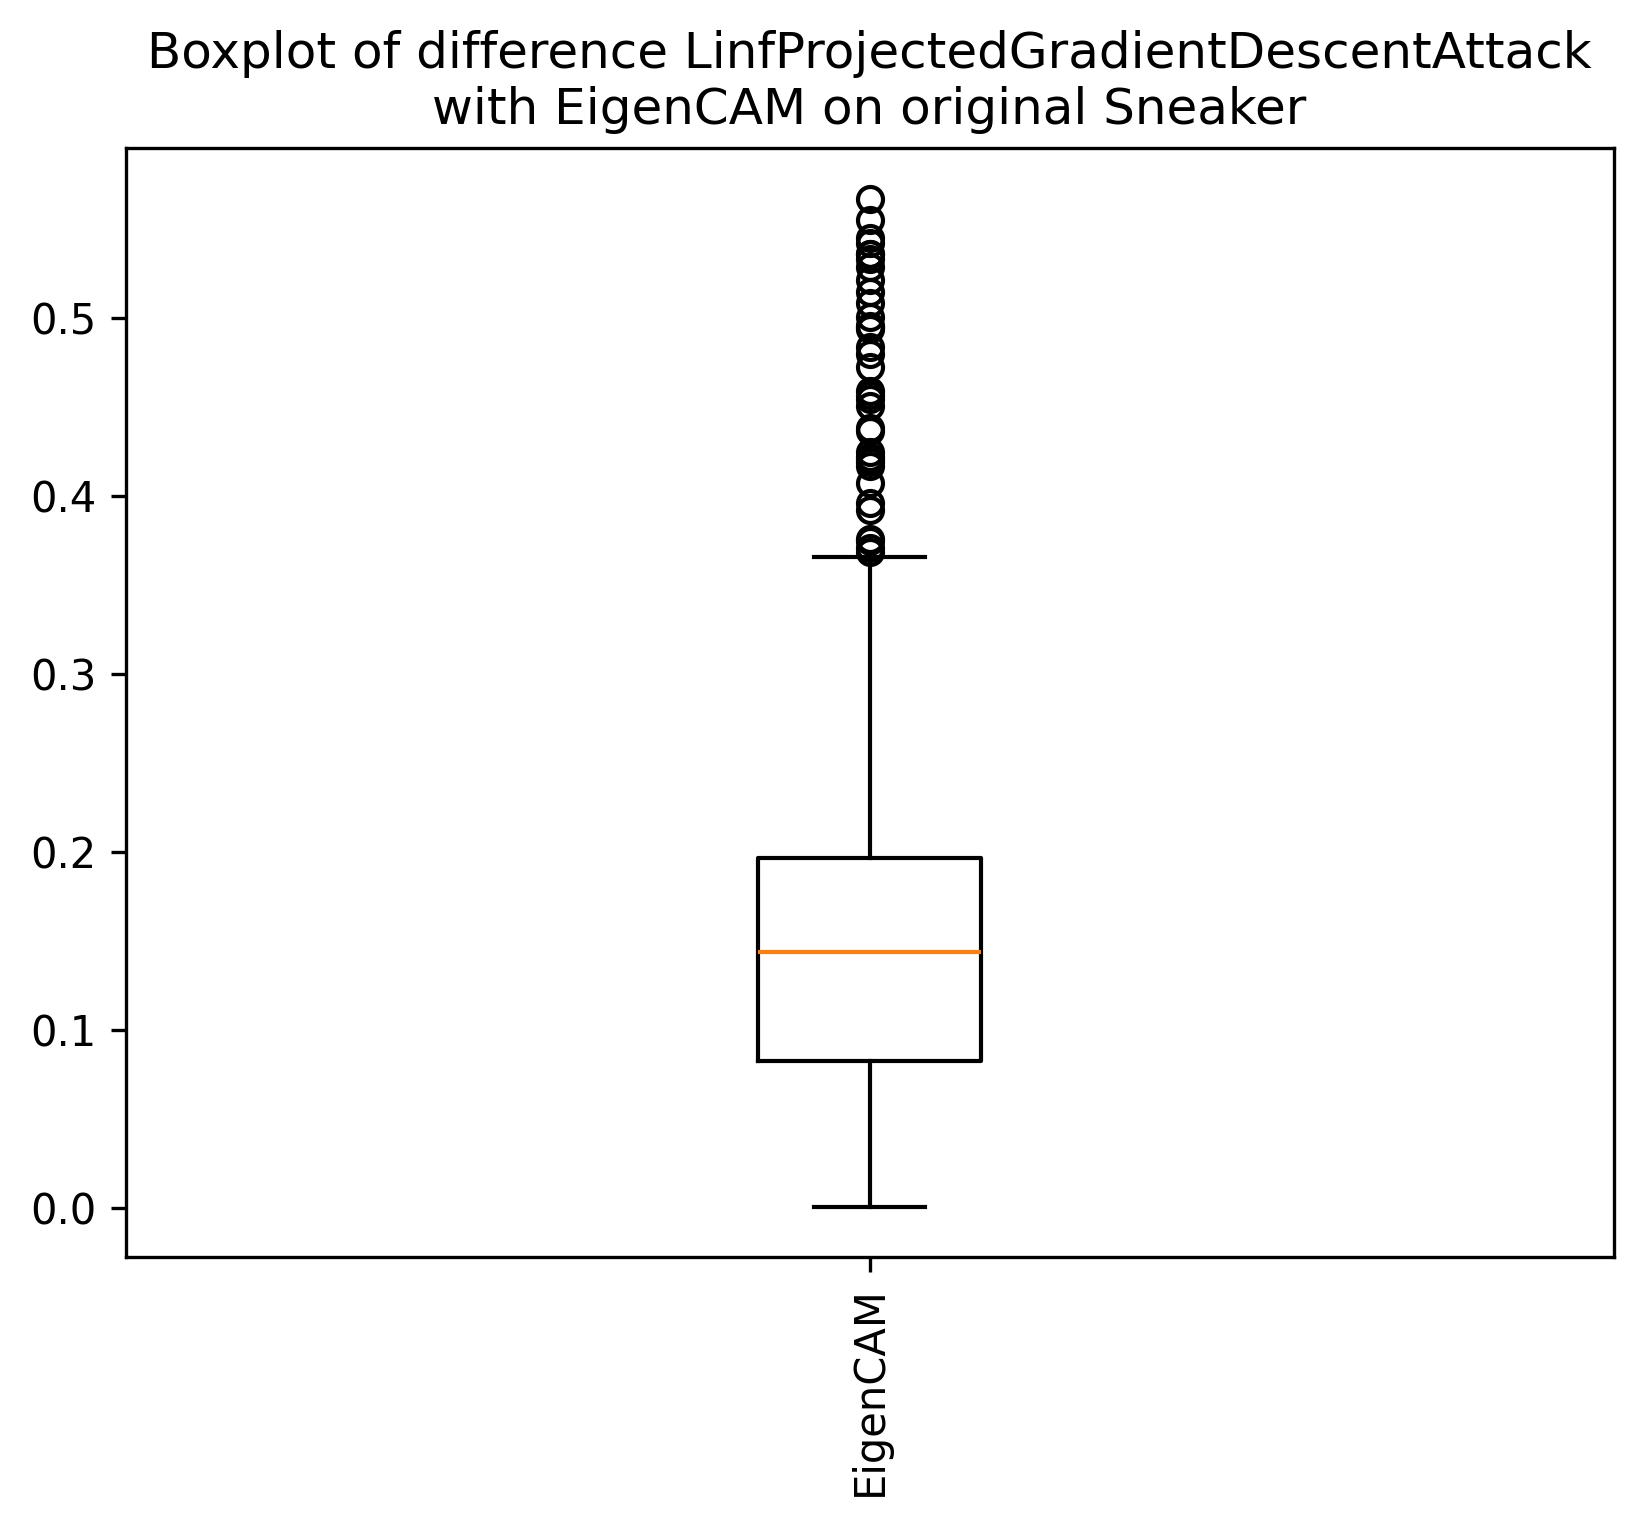 Boxplot of difference LinfProjectedGradientDescentAttack
with EigenCAM on original Sneaker
0.5
0.4
0.3
0.2
0.1
0.0
EigenCAM